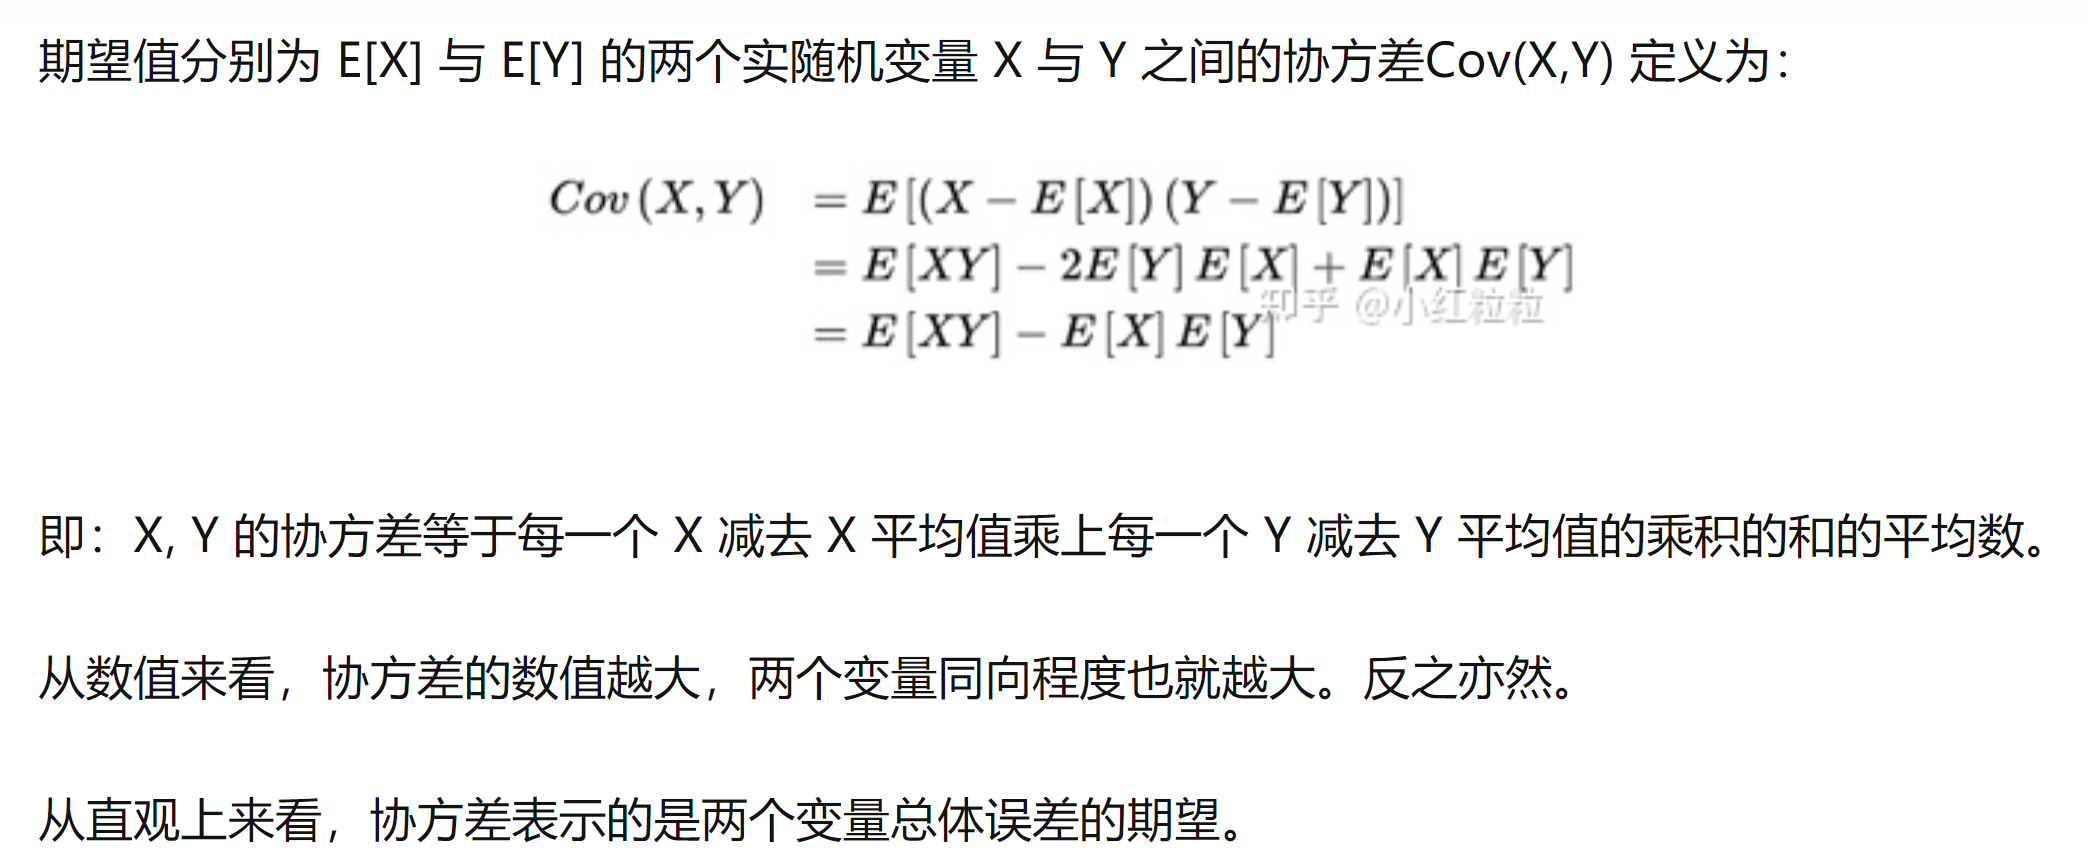 期望值分别为 E[X] 与 E[Y] 的两个实随机变量 X 与 Y 之间的协方差Cov(X,Y) 定义为：
Cov(X,Y) = E[(X − E[X])(Y − E[Y])]
= E[XY] − 2E[Y]E[X] + E[X]E[Y]
知乎 @小红粒粒
= E[XY] − E[X]E[Y]
即：X, Y 的协方差等于每一个 X 减去 X 平均值乘上每一个 Y 减去 Y 平均值的乘积的和的平均数。
从数值来看，协方差的数值越大，两个变量同向程度也就越大。反之亦然。
从直观上来看，协方差表示的是两个变量总体误差的期望。